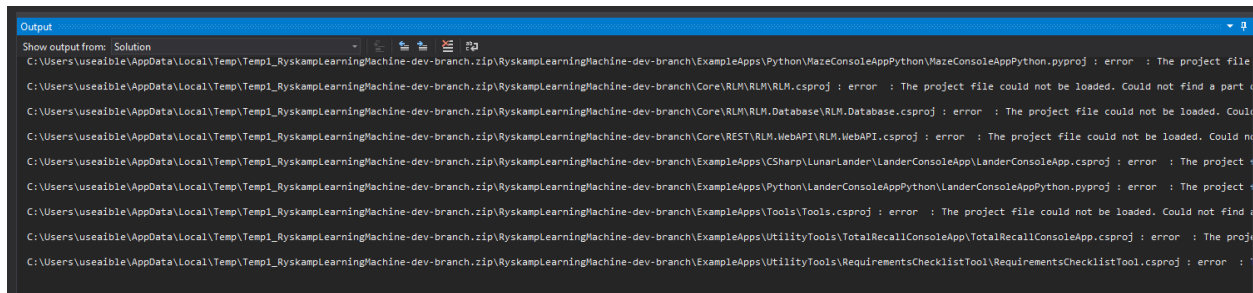 Output
Show output from: Solution
C:\Users\useaible\AppData\Local\Temp\Temp1_RyskampLearningMachine-dev-branch.zip\RyskampLearningMachine-dev-branch\ExampleApps\Python\MazeConsoleAppPython\MazeConsoleAppPython.pyproj : error  : The project file
C:\Users\useaible\AppData\Local\Temp\Temp1_RyskampLearningMachine-dev-branch.zip\RyskampLearningMachine-dev-branch\Core\RLM\RLM\RLM.csproj : error  : The project file could not be loaded. Could not find a part
C:\Users\useaible\AppData\Local\Temp\Temp1_RyskampLearningMachine-dev-branch.zip\RyskampLearningMachine-dev-branch\Core\RLM\RLM.Database\RLM.Database.csproj : error  : The project file could not be loaded. Coul
C:\Users\useaible\AppData\Local\Temp\Temp1_RyskampLearningMachine-dev-branch.zip\RyskampLearningMachine-dev-branch\Core\REST\RLM.WebAPI\RLM.WebAPI.csproj : error  : The project file could not be loaded. Could
C:\Users\useaible\AppData\Local\Temp\Temp1_RyskampLearningMachine-dev-branch.zip\RyskampLearningMachine-dev-branch\ExampleApps\CSharp\LunarLander\LanderConsoleApp\LanderConsoleApp.csproj : error  : The project
C:\Users\useaible\AppData\Local\Temp\Temp1_RyskampLearningMachine-dev-branch.zip\RyskampLearningMachine-dev-branch\ExampleApps\Python\LanderConsoleAppPython\LanderConsoleAppPython.pyproj : error  : The project
C:\Users\useaible\AppData\Local\Temp\Temp1_RyskampLearningMachine-dev-branch.zip\RyskampLearningMachine-dev-branch\ExampleApps\Tools\Tools.csproj : error  : The project file could not be loaded. Could not find
C:\Users\useaible\AppData\Local\Temp\Temp1_RyskampLearningMachine-dev-branch.zip\RyskampLearningMachine-dev-branch\ExampleApps\UtilityTools\TotalRecallConsoleApp\TotalRecallConsoleApp.csproj : error  : The proj
C:\Users\useaible\AppData\Local\Temp\Temp1_RyskampLearningMachine-dev-branch.zip\RyskampLearningMachine-dev-branch\ExampleApps\UtilityTools\RequirementsChecklistTool\RequirementsChecklistTool.csproj : error  :